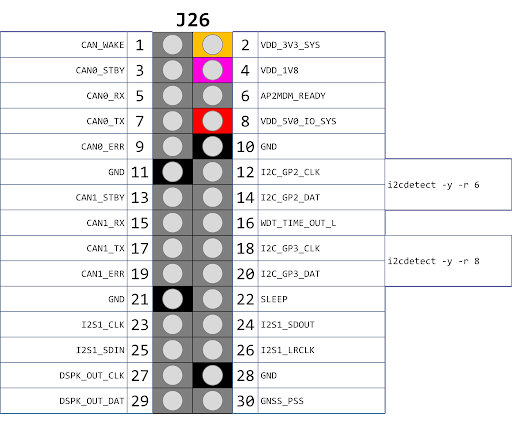 J26
CAN_WAKE 1 2 VDD_3V3_SYS
CAN0_STBY 3 4 VDD_1V8
CAN0_RX 5 6 AP2MDM_READY
CAN0_TX 7 8 VDD_5V0_IO_SYS
CAN0_ERR 9 10 GND
GND 11 12 I2C_GP2_CLK
i2cdetect -y -r 6
CAN1_STBY 13 14 I2C_GP2_DAT
CAN1_RX 15 16 WDT_TIME_OUT_L
CAN1_TX 17 18 I2C_GP3_CLK
i2cdetect -y -r 8
CAN1_ERR 19 20 I2C_GP3_DAT
GND 21 22 SLEEP
I2S1_CLK 23 24 I2S1_SDOUT
I2S1_SDIN 25 26 I2S1_LRCLK
DSPK_OUT_CLK 27 28 GND
DSPK_OUT_DAT 29 30 GNSS_PSS